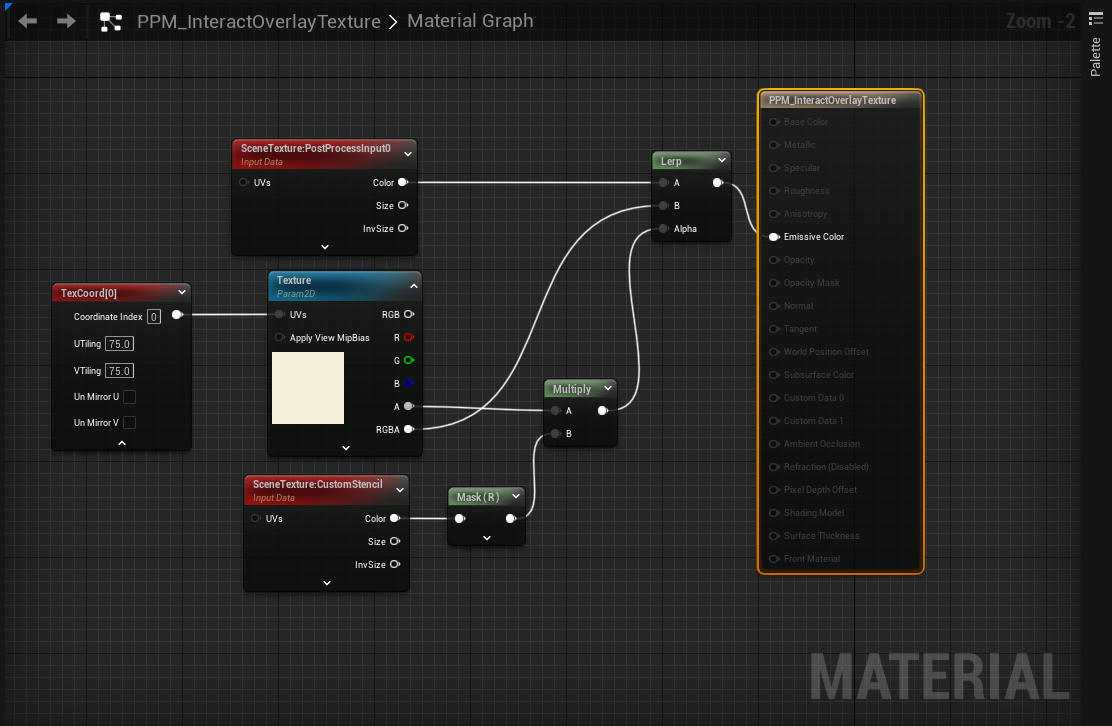 PPM_InteractOverlayTexture > Material Graph
Zoom -2
Palette
SceneTexture:PostProcessInput0
Input Data
UVs
Color
Size
InvSize
TexCoord[0]
Coordinate Index 0
UTiling 75.0
VTiling 75.0
Un Mirror U
Un Mirror V
Texture
Param2D
UVs
RGB
Apply View MipBias
R
G
B
A
RGBA
SceneTexture:CustomStencil
Input Data
UVs
Color
Size
InvSize
Mask ( R )
Multiply
A
B
Lerp
A
B
Alpha
PPM_InteractOverlayTexture
Base Color
Metallic
Specular
Roughness
Anisotropy
Emissive Color
Opacity
Opacity Mask
Normal
Tangent
World Position Offset
Subsurface Color
Custom Data 0
Custom Data 1
Ambient Occlusion
Refraction (Disabled)
Pixel Depth Offset
Shading Model
Surface Thickness
Front Material
MATERIAL